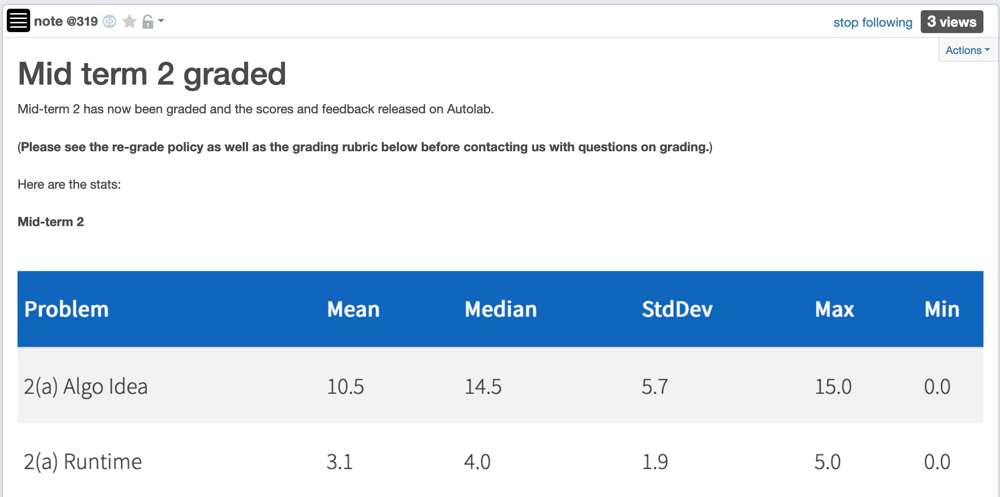 note @319
stop following
3 views
Actions
Mid term 2 graded
Mid-term 2 has now been graded and the scores and feedback released on Autolab.
(Please see the re-grade policy as well as the grading rubric below before contacting us with questions on grading.)
Here are the stats:
Mid-term 2
Problem Mean Median StdDev Max Min
2(a) Algo Idea 10.5 14.5 5.7 15.0 0.0
2(a) Runtime 3.1 4.0 1.9 5.0 0.0